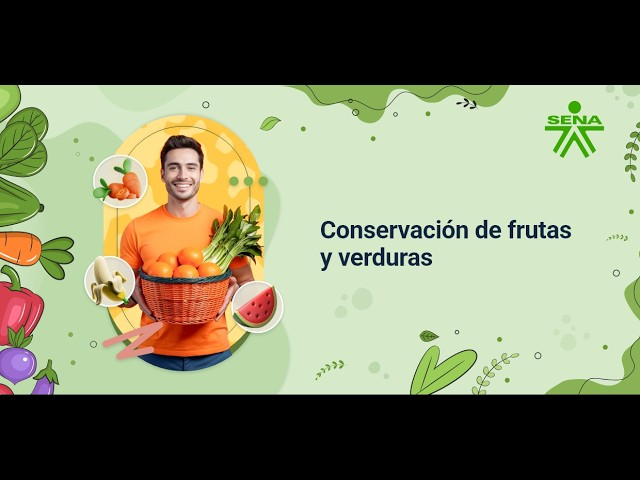 SENA
Conservación de frutas
y verduras